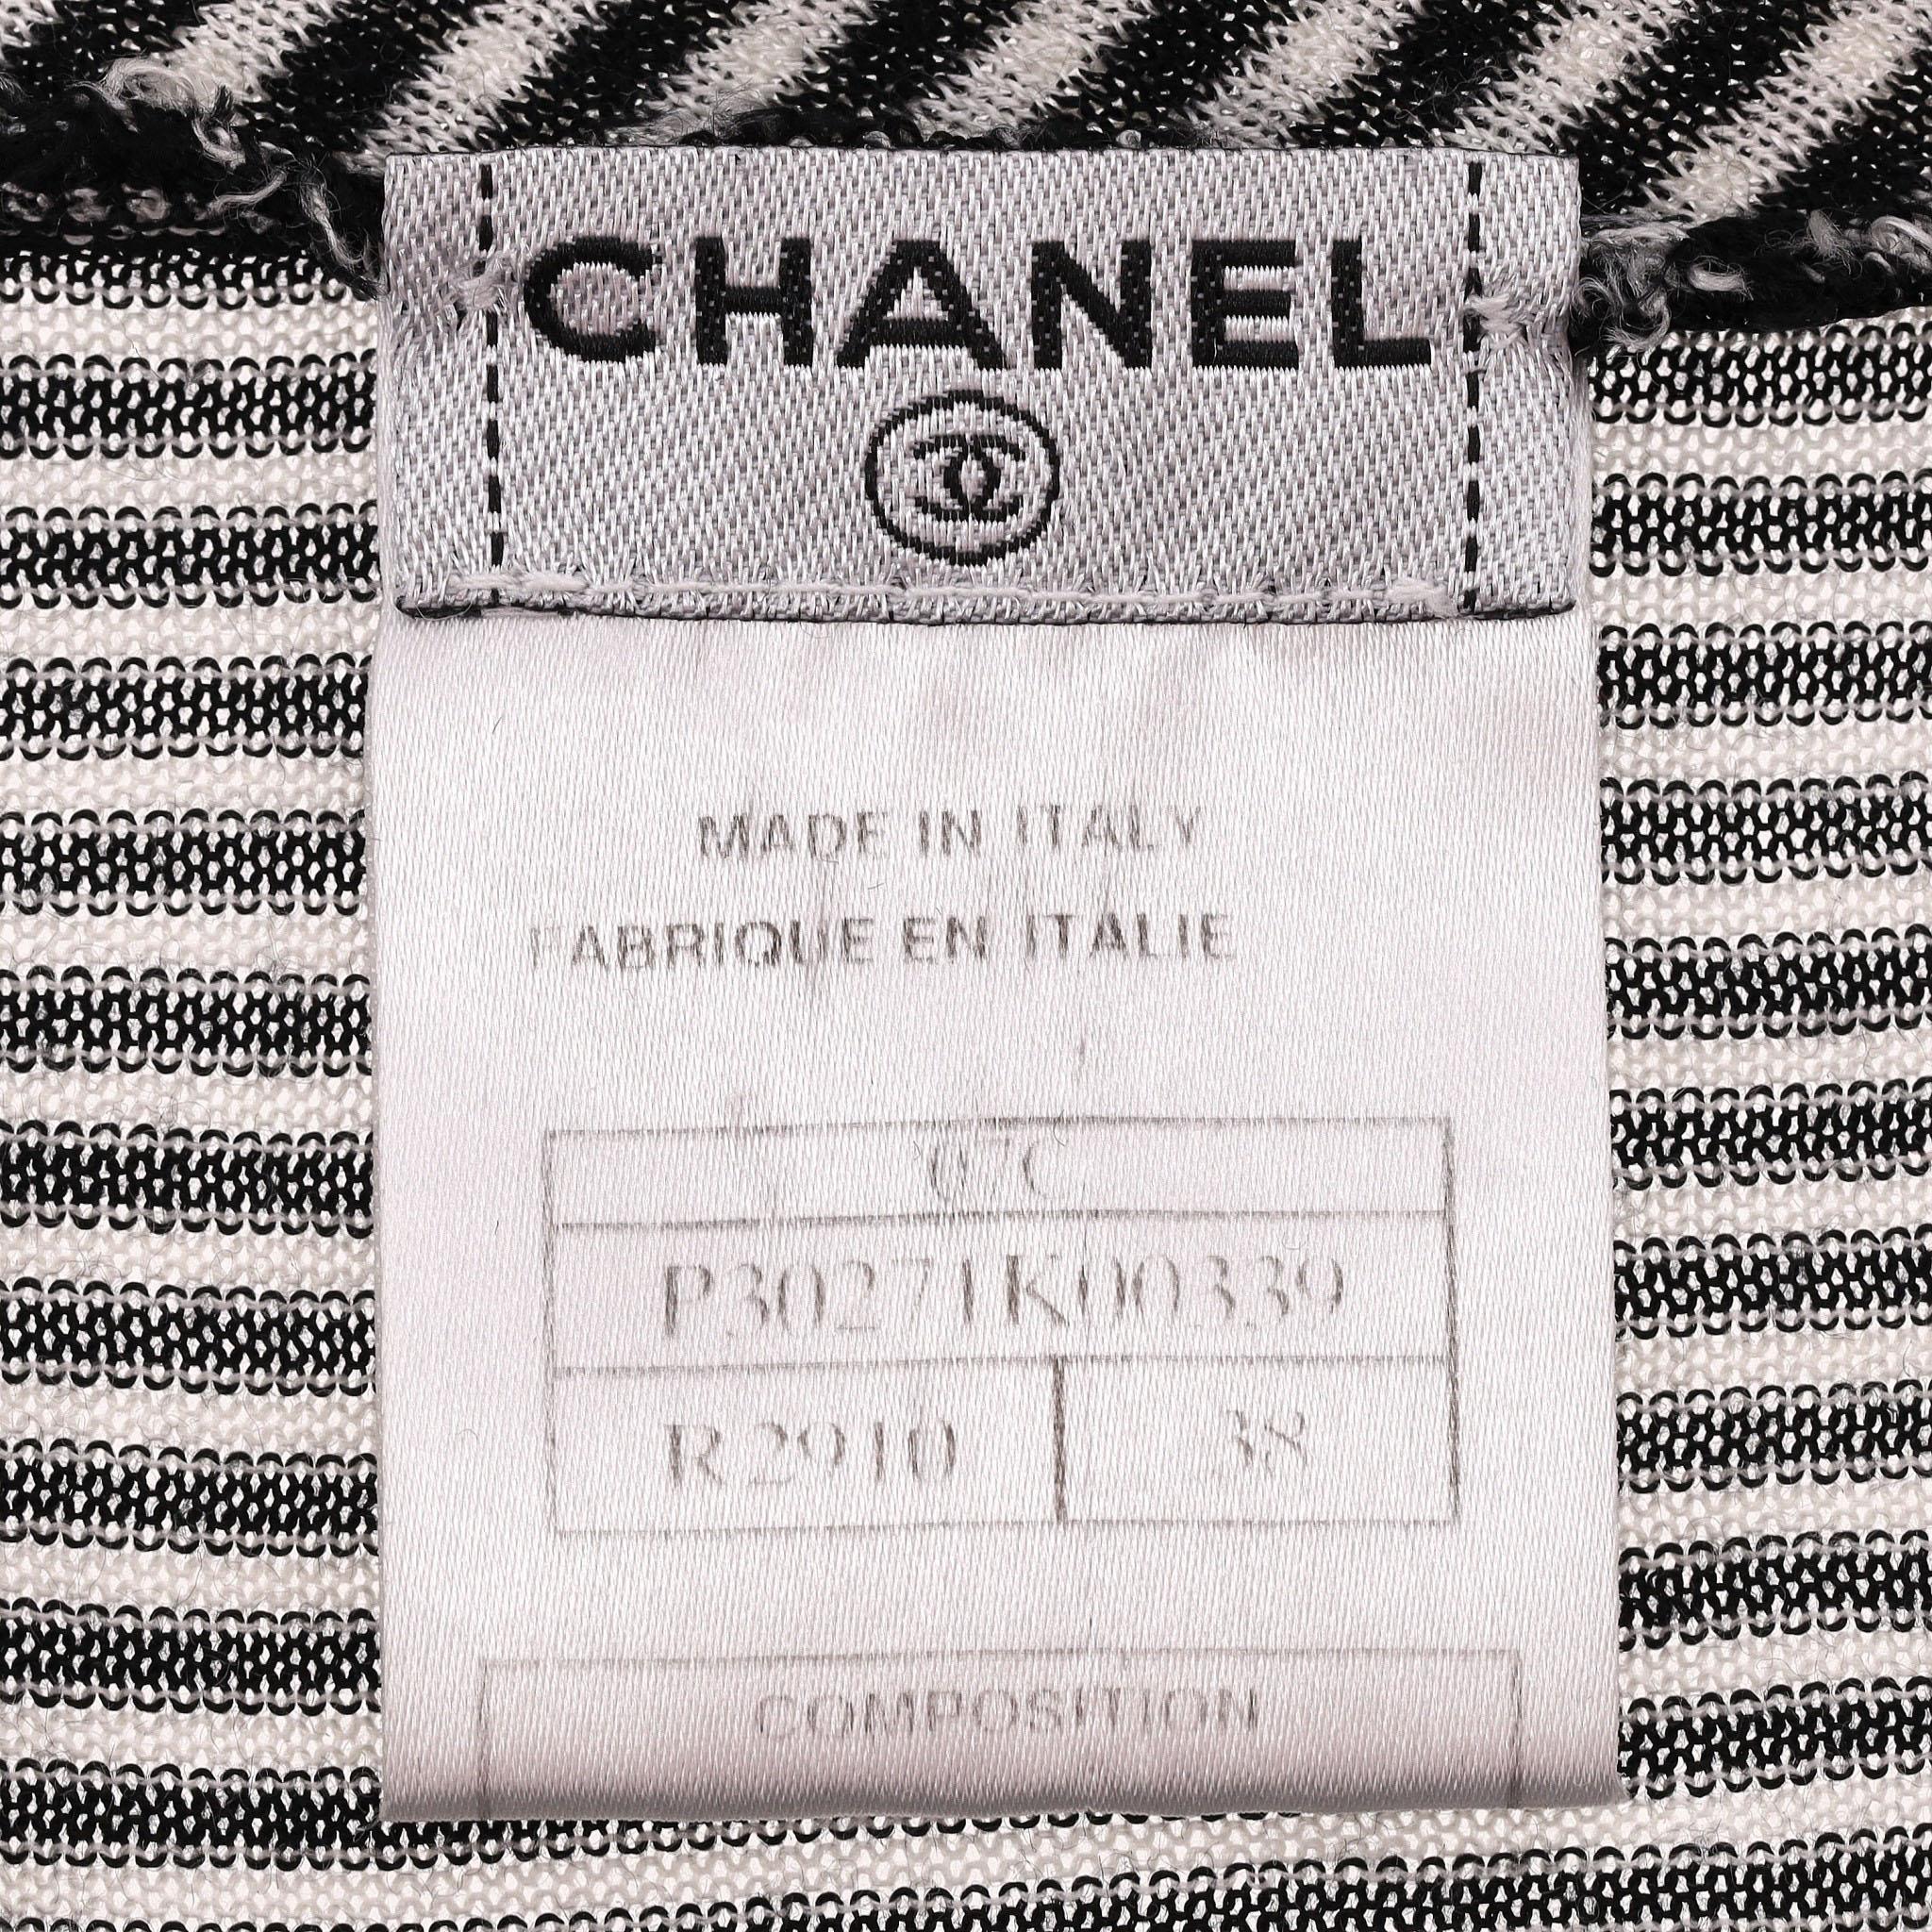 CHANEL
MADE IN ITALY
FABRIQUE EN ITALIE
07C
P30271K00339
R2910 38
COMPOSITION